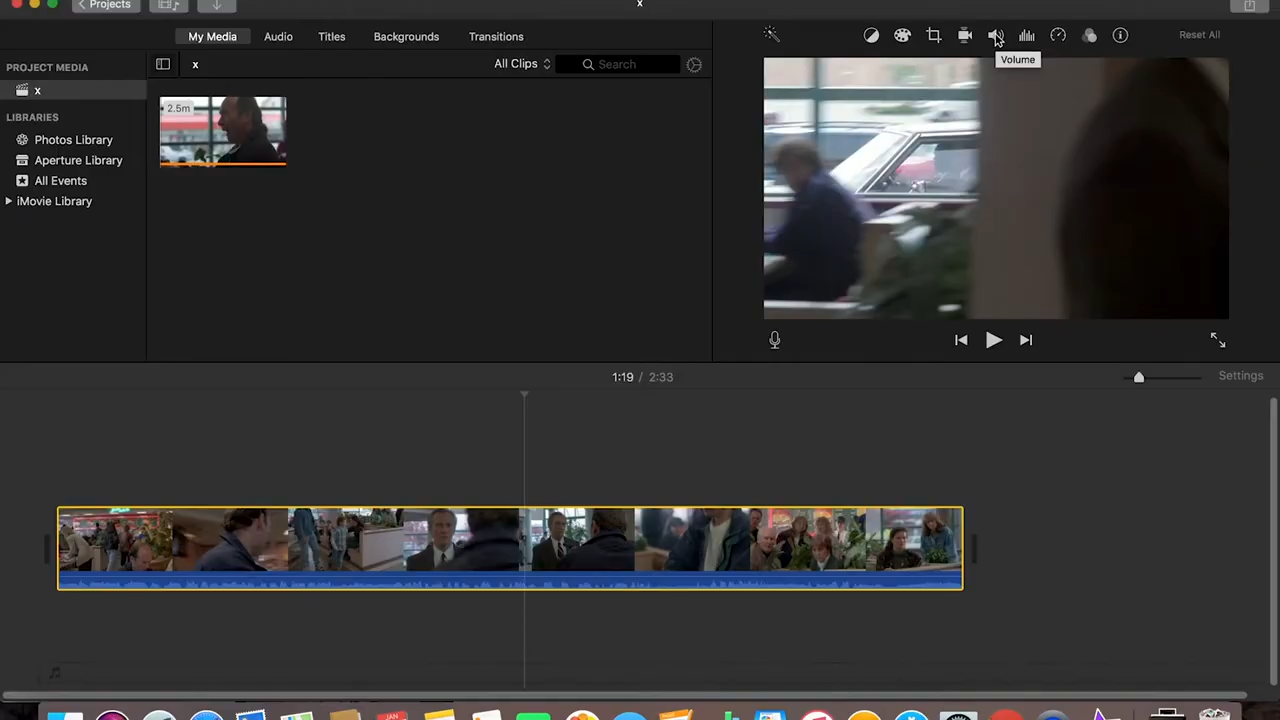 Projects
x
My Media
Audio
Titles
Backgrounds
Transitions
Reset All
PROJECT MEDIA
x
LIBRARIES
Photos Library
Aperture Library
All Events
iMovie Library
x
All Clips
Search
2.5m
Volume
1:19 / 2:33
Settings
JAN